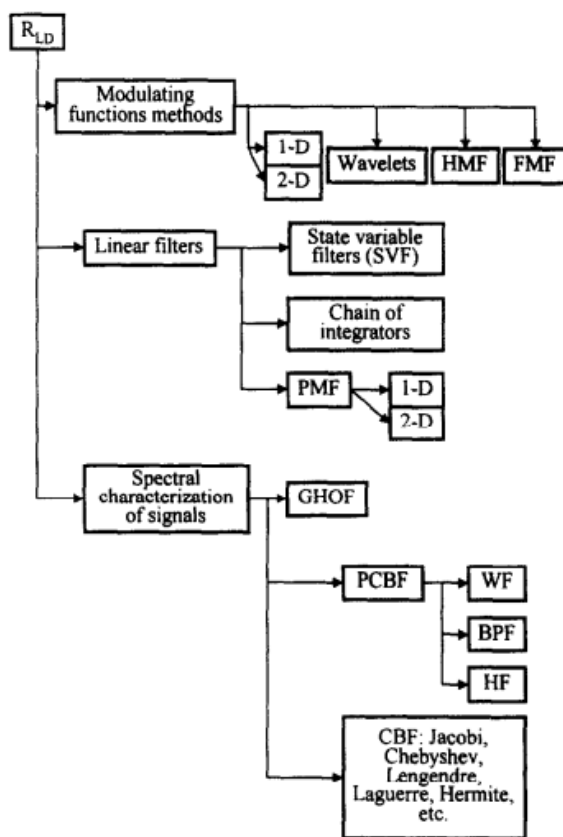 R_LD
Modulating
functions methods
1-D
2-D
Wavelets
HMF
FMF
Linear filters
State variable
filters (SVF)
Chain of
integrators
PMF
1-D
2-D
Spectral
characterization
of signals
GHOF
PCBF
WF
BPF
HF
CBF: Jacobi,
Chebyshev,
Lengendre,
Laguerre, Hermite,
etc.